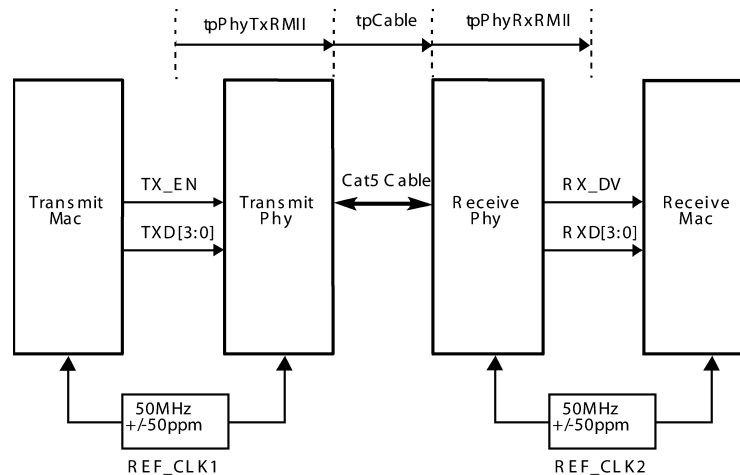 tpPhyTxRMII
tpCable
tpPhyRxRMII
Transmit
Mac
TX_EN
TXD[3:0]
Transmit
Phy
Cat5 Cable
Receive
Phy
RX_DV
RXD[3:0]
Receive
Mac
50MHz
+/-50ppm
REF_CLK1
50MHz
+/-50ppm
REF_CLK2